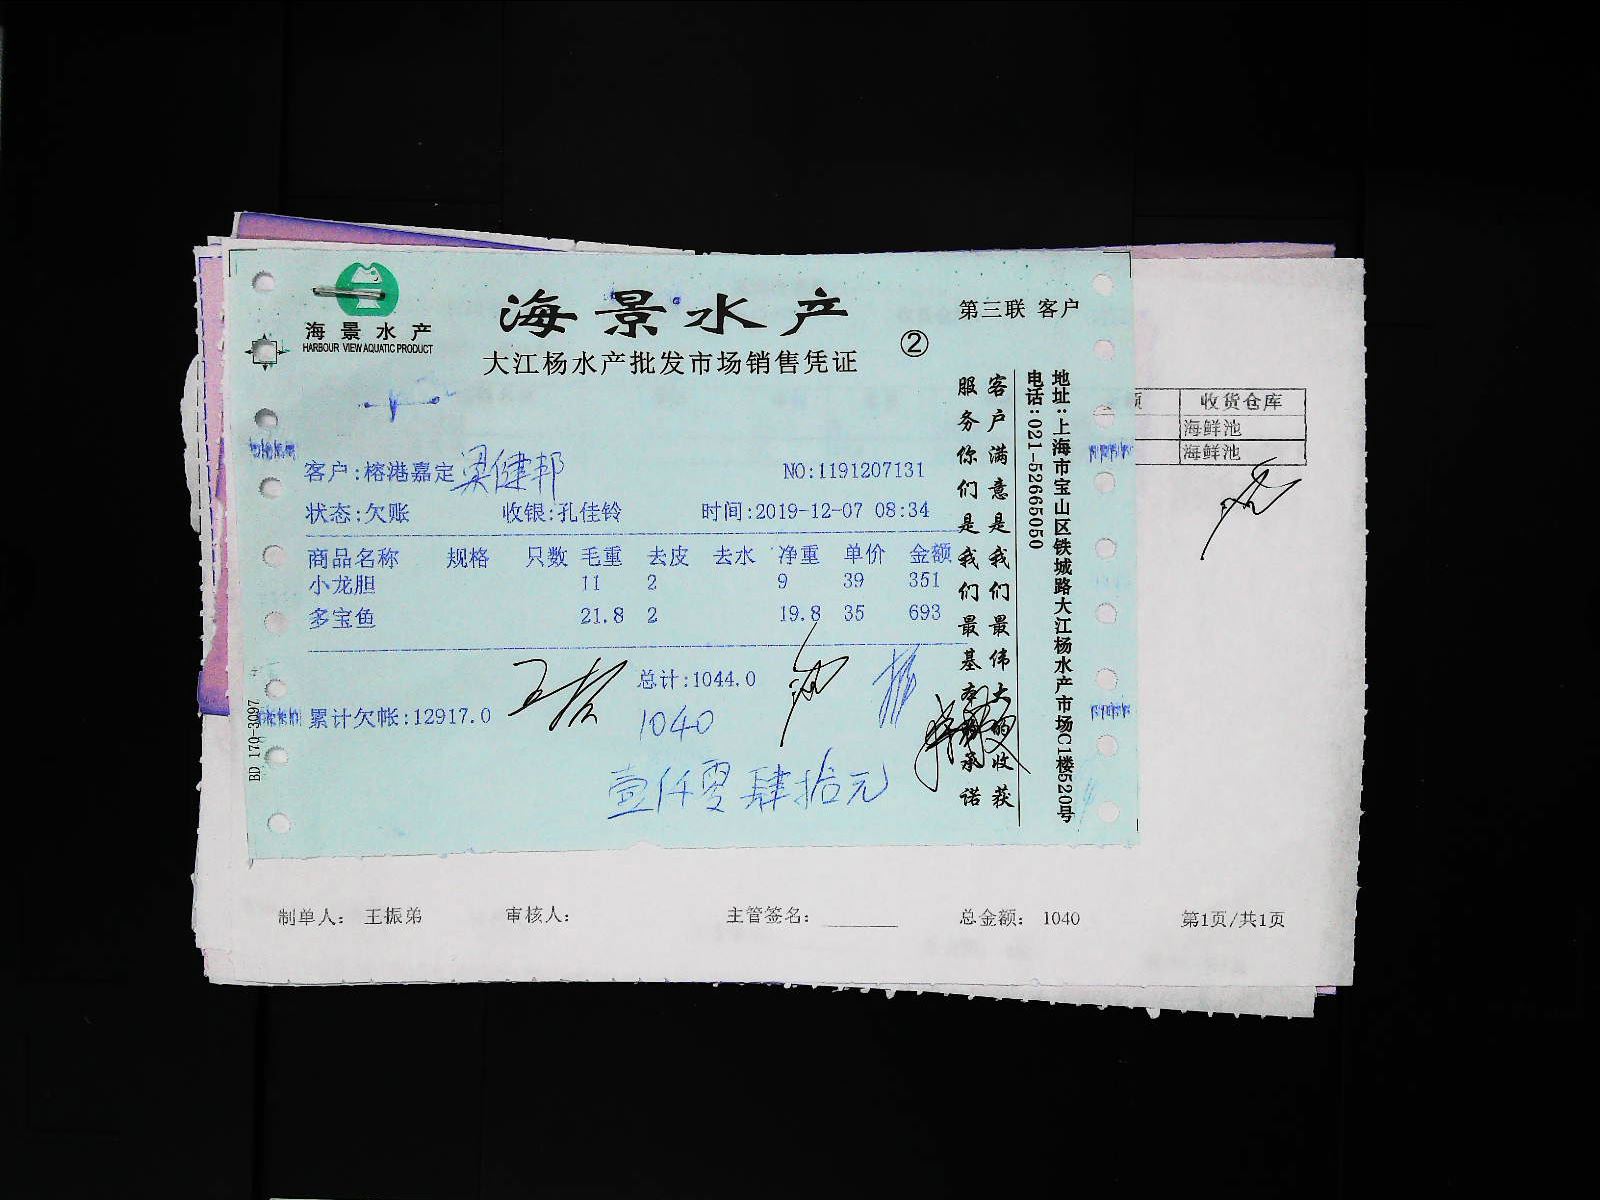 海景水产
HARBOUR VIEW AQUATIC PRODUCT
海景水产
大江杨水产批发市场销售凭证
②
第三联 客户
客户:榕港嘉定 梁健邦
NO:1191207131
状态:欠账 收银:孔佳铃 时间:2019-12-07 08:34
商品名称 规格 只数 毛重 去皮 去水 净重 单价 金额
小龙胆 11 2 9 39 351
多宝鱼 21.8 2 19.8 35 693
总计:1044.0
累计欠帐:12917.0
1040
壹仟零肆拾元
客户满意是我们最伟大的收获
服务你们是我们最基本的承诺
地址:上海市宝山区铁城路大江杨水产市场C1楼520号
电话:021-52665050
BD 170-3097
收货仓库
海鲜池
海鲜池
制单人: 王振弟 审核人: 主管签名: 总金额: 1040 第1页/共1页